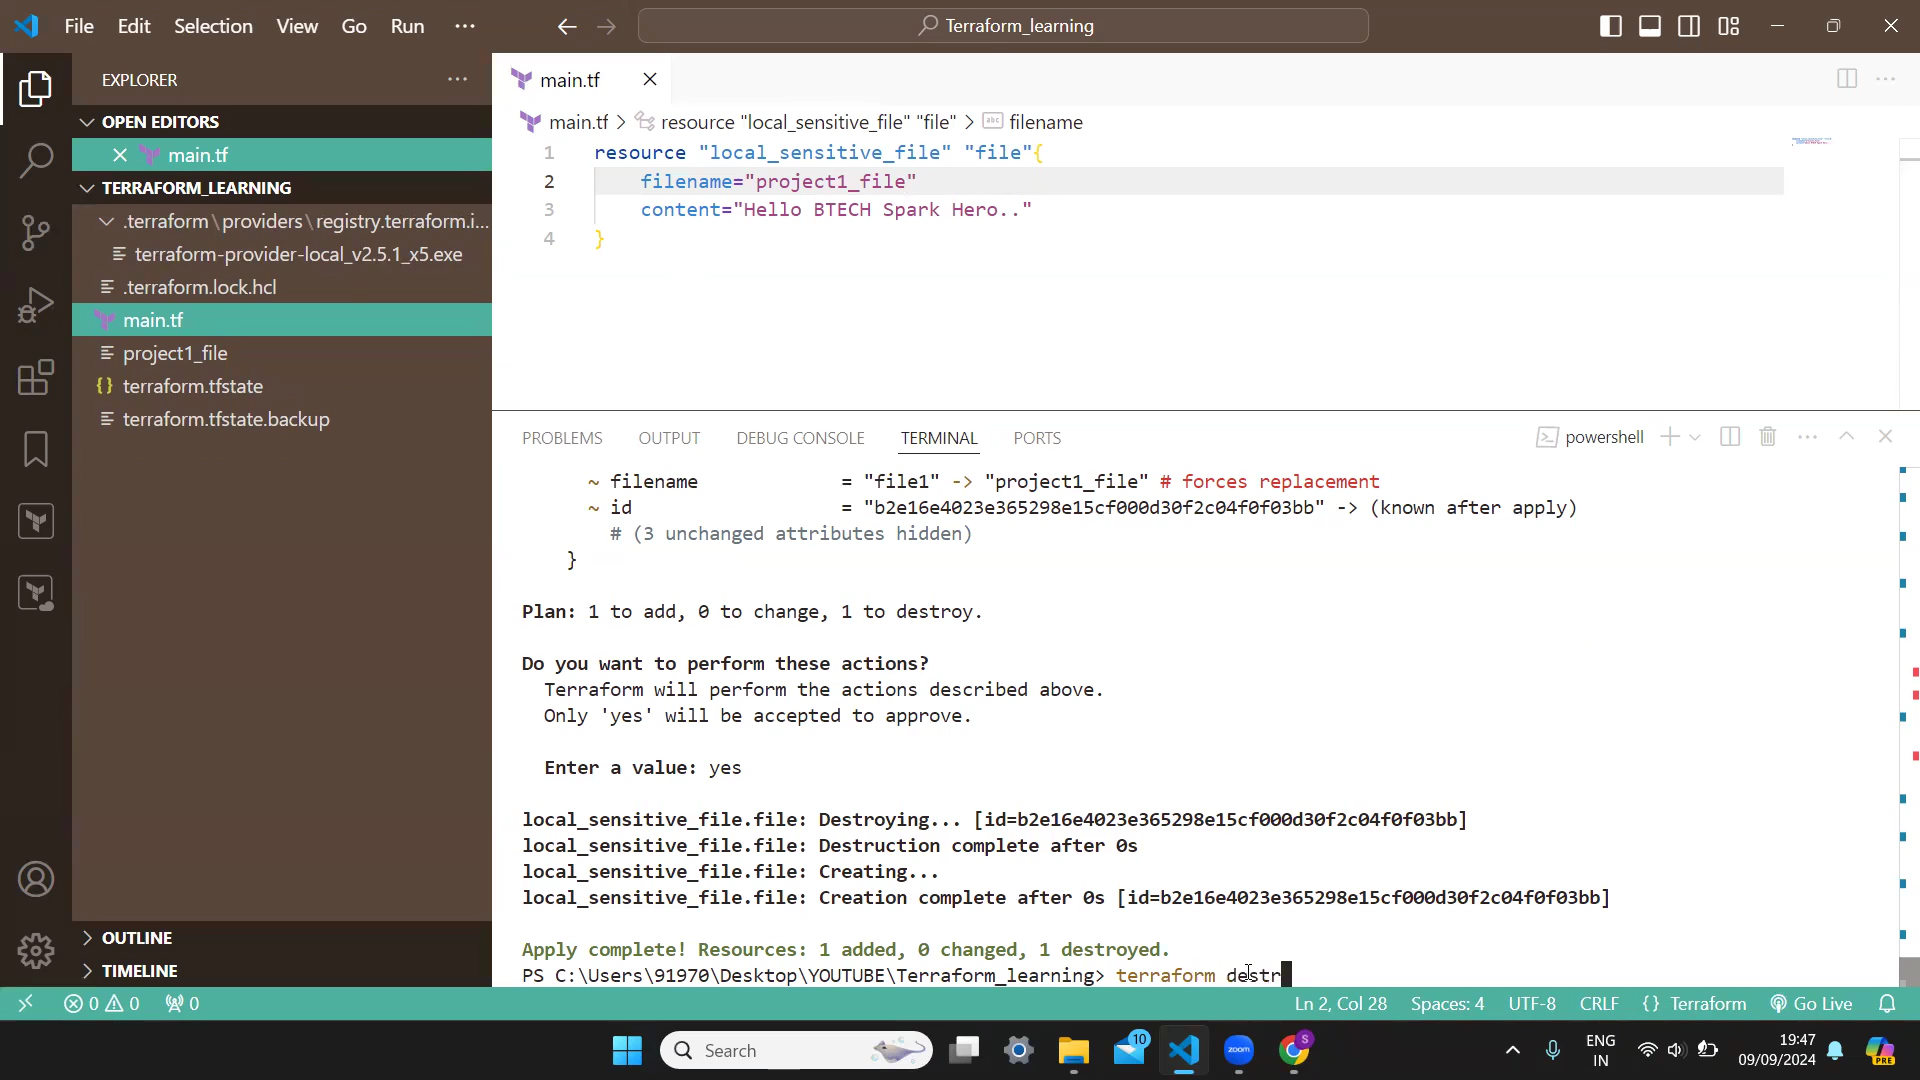 File Edit Selection View Go Run ···
Terraform_learning
EXPLORER
OPEN EDITORS
main.tf
TERRAFORM_LEARNING
.terraform\providers\registry.terraform.i...
terraform-provider-local_v2.5.1_x5.exe
.terraform.lock.hcl
main.tf
project1_file
terraform.tfstate
terraform.tfstate.backup
OUTLINE
TIMELINE
main.tf
main.tf > resource "local_sensitive_file" "file" > filename
1 resource "local_sensitive_file" "file"{
2 filename="project1_file"
3 content="Hello BTECH Spark Hero.."
4 }
PROBLEMS OUTPUT DEBUG CONSOLE TERMINAL PORTS
powershell
~ filename = "file1" -> "project1_file" # forces replacement
~ id = "b2e16e4023e365298e15cf000d30f2c04f0f03bb" -> (known after apply)
# (3 unchanged attributes hidden)
}
Plan: 1 to add, 0 to change, 1 to destroy.
Do you want to perform these actions?
Terraform will perform the actions described above.
Only 'yes' will be accepted to approve.
Enter a value: yes
local_sensitive_file.file: Destroying... [id=b2e16e4023e365298e15cf000d30f2c04f0f03bb]
local_sensitive_file.file: Destruction complete after 0s
local_sensitive_file.file: Creating...
local_sensitive_file.file: Creation complete after 0s [id=b2e16e4023e365298e15cf000d30f2c04f0f03bb]
Apply complete! Resources: 1 added, 0 changed, 1 destroyed.
PS C:\Users\91970\Desktop\YOUTUBE\Terraform_learning> terraform destr
0 0 0
Ln 2, Col 28 Spaces: 4 UTF-8 CRLF {} Terraform Go Live
Search
10
zoom
S
ENG
IN
19:47
09/09/2024
PRE